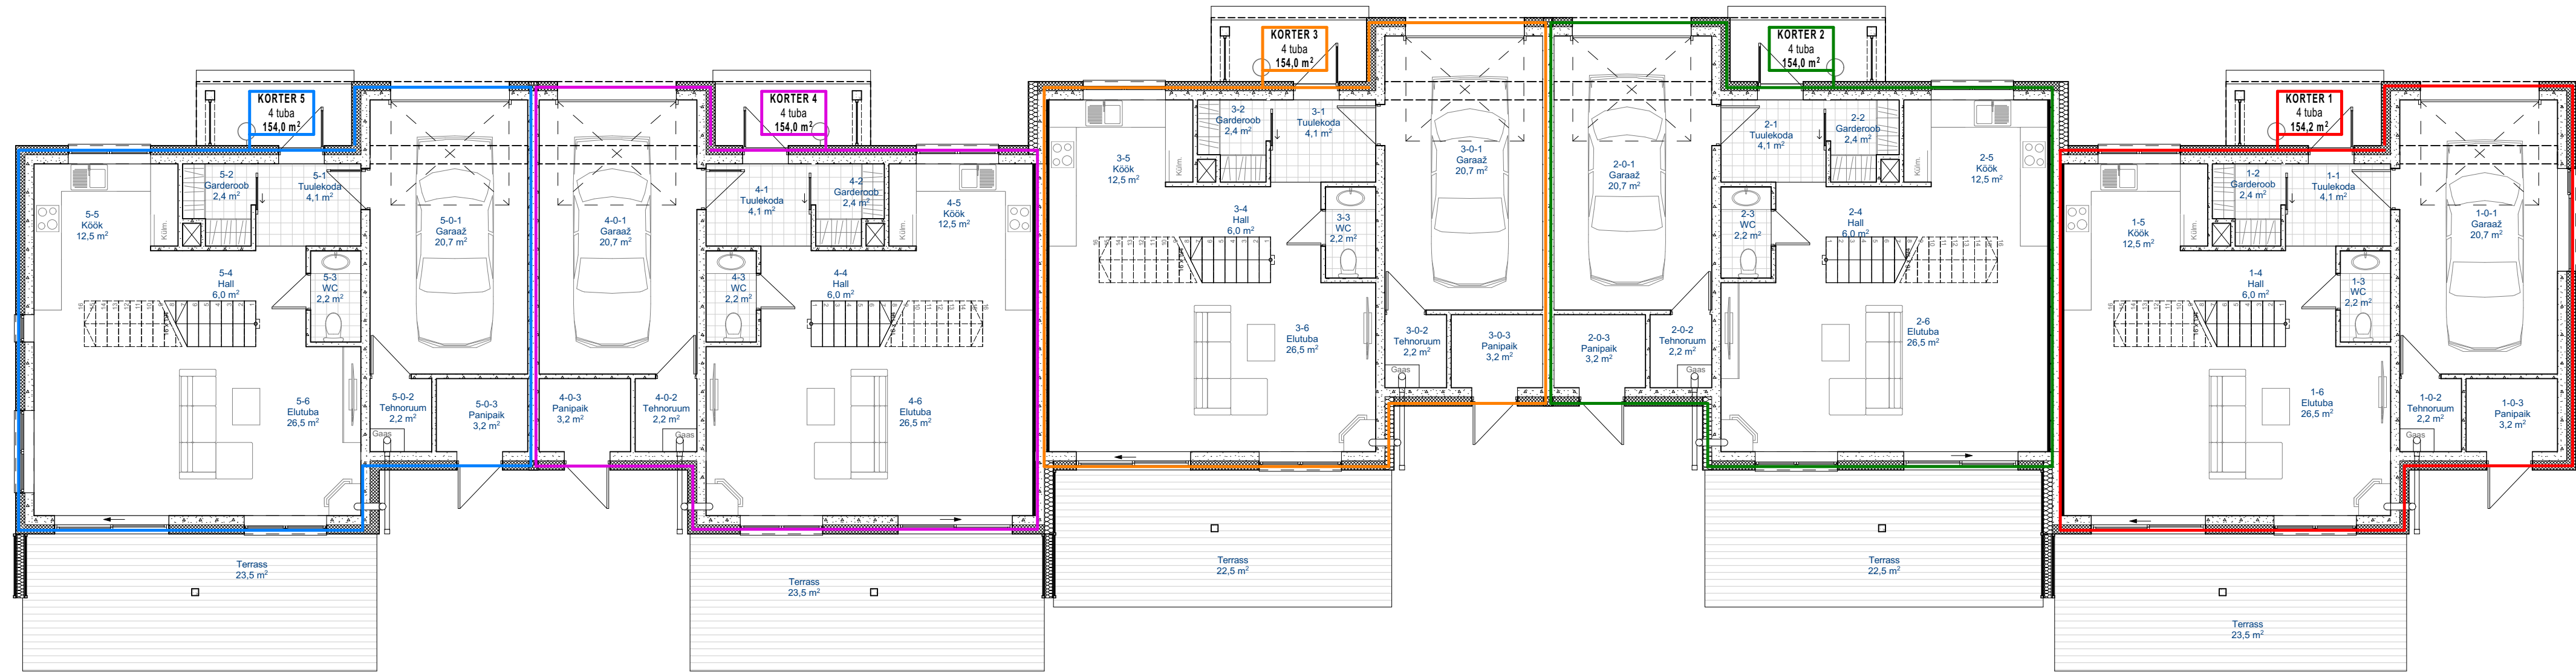 KORTER 5
4 tuba
154,0 m²
5-1
Tuulekoda
4,1 m²
5-2
Garderoob
2,4 m²
5-5
Köök
12,5 m²
Külm.
5-0-1
Garaaž
20,7 m²
5-3
WC
2,2 m²
5-4
Hall
6,0 m²
5-6
Elutuba
26,5 m²
5-0-2
Tehnoruum
2,2 m²
5-0-3
Panipaik
3,2 m²
Gaas
Terrass
23,5 m²
KORTER 4
4 tuba
154,0 m²
4-0-1
Garaaž
20,7 m²
4-1
Tuulekoda
4,1 m²
4-2
Garderoob
2,4 m²
4-5
Köök
12,5 m²
Külm.
4-3
WC
2,2 m²
4-4
Hall
6,0 m²
4-6
Elutuba
26,5 m²
4-0-3
Panipaik
3,2 m²
4-0-2
Tehnoruum
2,2 m²
Gaas
Terrass
23,5 m²
KORTER 3
4 tuba
154,0 m²
3-1
Tuulekoda
4,1 m²
3-2
Garderoob
2,4 m²
3-5
Köök
12,5 m²
Külm.
3-0-1
Garaaž
20,7 m²
3-3
WC
2,2 m²
3-4
Hall
6,0 m²
3-6
Elutuba
26,5 m²
3-0-2
Tehnoruum
2,2 m²
3-0-3
Panipaik
3,2 m²
Gaas
Terrass
22,5 m²
KORTER 2
4 tuba
154,0 m²
2-0-1
Garaaž
20,7 m²
2-1
Tuulekoda
4,1 m²
2-2
Garderoob
2,4 m²
2-5
Köök
12,5 m²
Külm.
2-3
WC
2,2 m²
2-4
Hall
6,0 m²
2-6
Elutuba
26,5 m²
2-0-3
Panipaik
3,2 m²
2-0-2
Tehnoruum
2,2 m²
Gaas
Terrass
22,5 m²
KORTER 1
4 tuba
154,2 m²
1-1
Tuulekoda
4,1 m²
1-2
Garderoob
2,4 m²
1-5
Köök
12,5 m²
Külm.
1-0-1
Garaaž
20,7 m²
1-3
WC
2,2 m²
1-4
Hall
6,0 m²
1-6
Elutuba
26,5 m²
1-0-2
Tehnoruum
2,2 m²
1-0-3
Panipaik
3,2 m²
Gaas
Terrass
23,5 m²